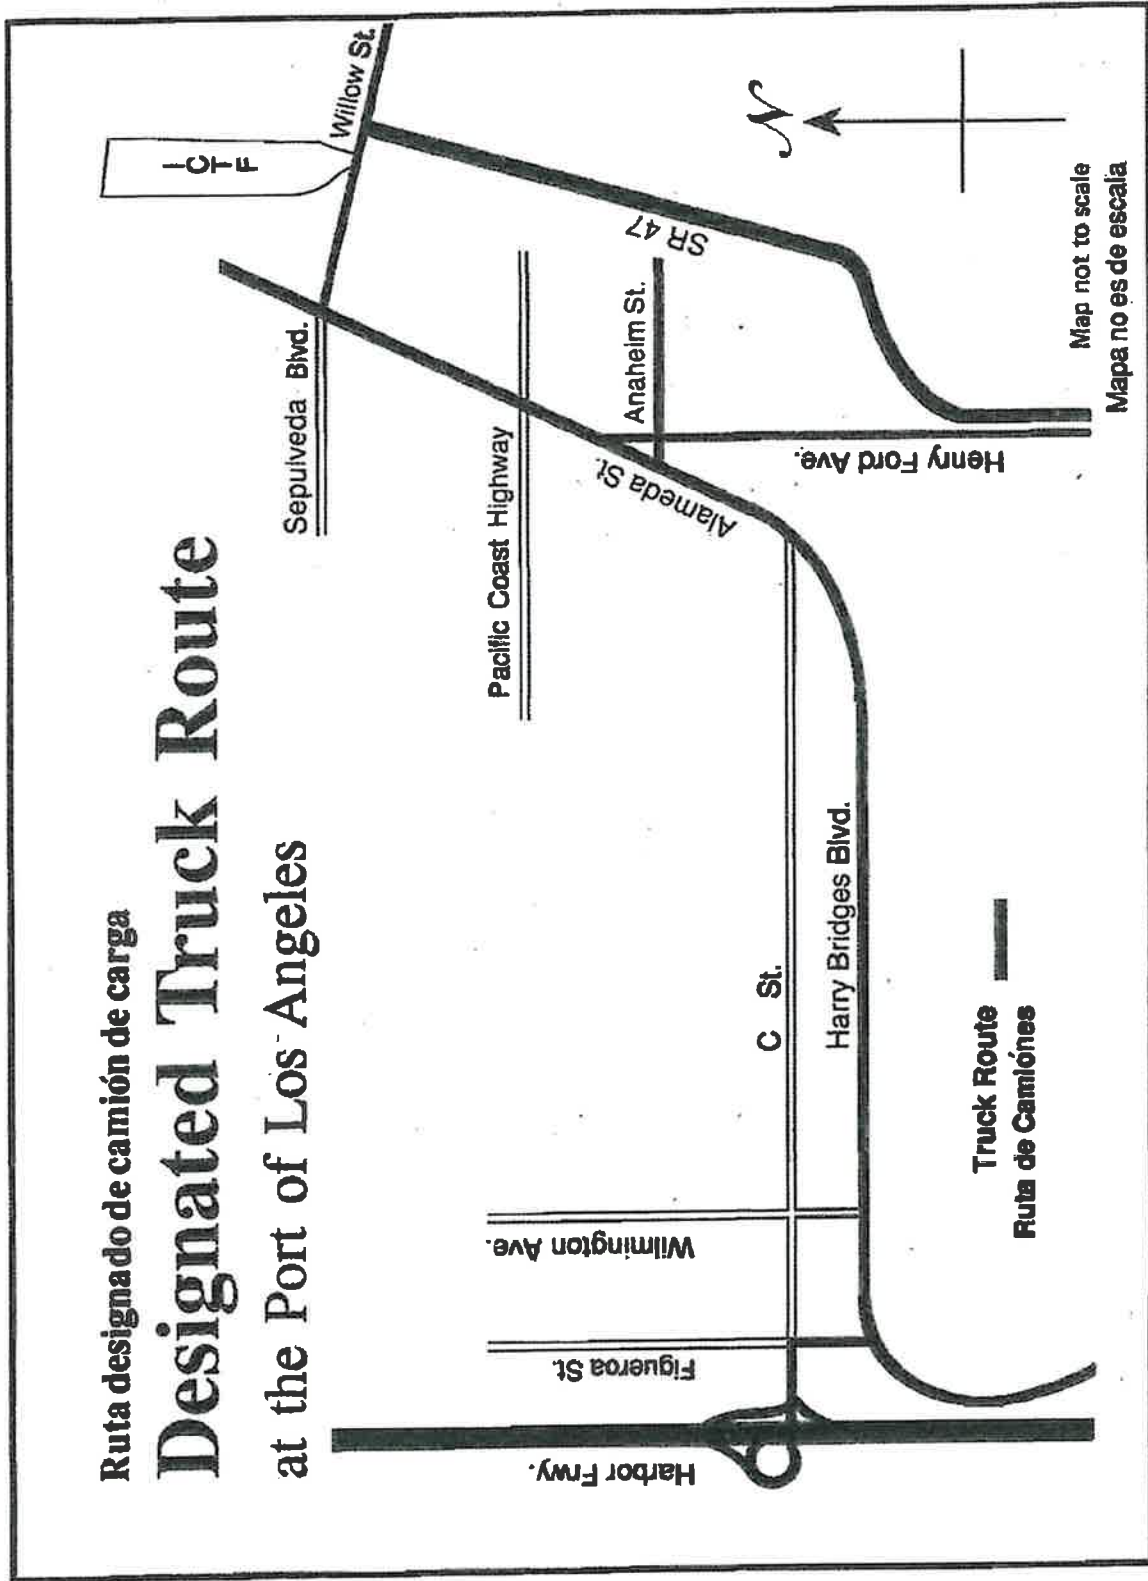 Ruta designado de camión de carga
Designated Truck Route
at the Port of Los Angeles
I
C
T
F
Willow St.
Sepulveda Blvd.
Pacific Coast Highway
SR 47
Anaheim St.
Alameda St.
Henry Ford Ave.
N
C St.
Harry Bridges Blvd.
Wilmington Ave.
Figueroa St.
Harbor Frwy.
Truck Route
Ruta de Camiónes
Map not to scale
Mapa no es de escala